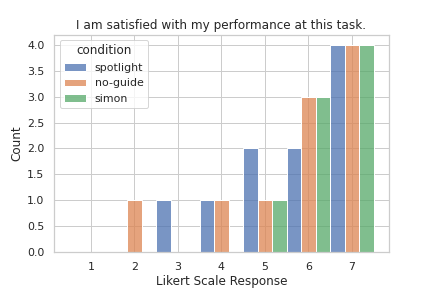 I am satisfied with my performance at this task.
condition
spotlight
no-guide
simon
4.0
3.5
3.0
2.5
2.0
1.5
1.0
0.5
0.0
Count
1 2 3 4 5 6 7
Likert Scale Response